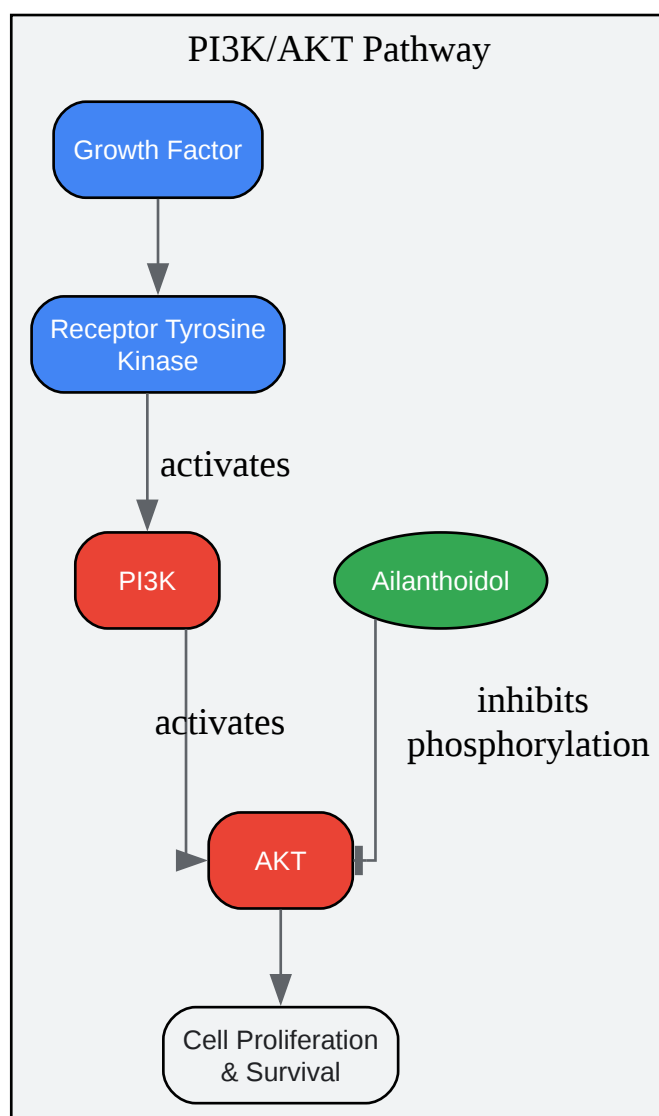 PI3K/AKT Pathway
Growth Factor
Receptor Tyrosine
Kinase
activates
PI3K
Ailanthoidol
activates
inhibits
phosphorylation
AKT
Cell Proliferation
& Survival